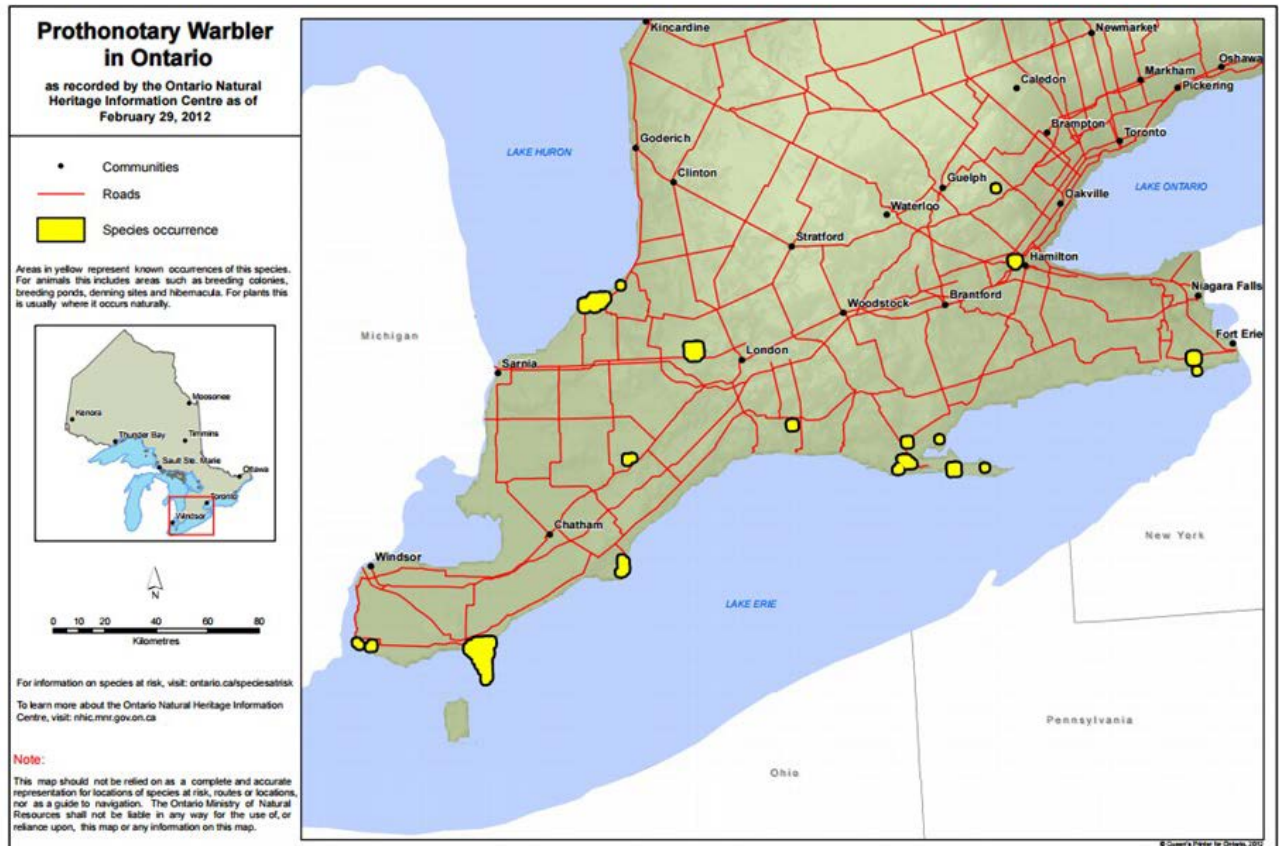 Prothonotary Warbler
in Ontario
as recorded by the Ontario Natural
Heritage Information Centre as of
February 29, 2012
Communities
Roads
Species occurrence
Areas in yellow represent known occurrences of this species.
For animals this includes areas such as breeding colonies,
breeding ponds, denning sites and hibernacula. For plants this
is usually where it occurs naturally.
Kenora
Moosonee
Thunder Bay
Timmins
Sault Ste. Marie
Ottawa
Toronto
Windsor
N
0 10 20 40 60 80
Kilometres
For information on species at risk, visit: ontario.ca/speciesatrisk
To learn more about the Ontario Natural Heritage Information
Centre, visit: nhic.mnr.gov.on.ca
Note:
This map should not be relied on as a complete and accurate
representation for locations of species at risk, routes or locations,
nor as a guide to navigation. The Ontario Ministry of Natural
Resources shall not be liable in any way for the use of, or
reliance upon, this map or any information on this map.
Kincardine
Newmarket
Oshawa
Markham
Caledon
Pickering
Brampton
Toronto
Goderich
LAKE HURON
Clinton
Guelph
LAKE ONTARIO
Oakville
Waterloo
Stratford
Hamilton
Niagara Falls
Woodstock
Brantford
Michigan
Fort Erie
London
Sarnia
Chatham
New York
Windsor
LAKE ERIE
Pennsylvania
Ohio
© Queen's Printer for Ontario, 2012